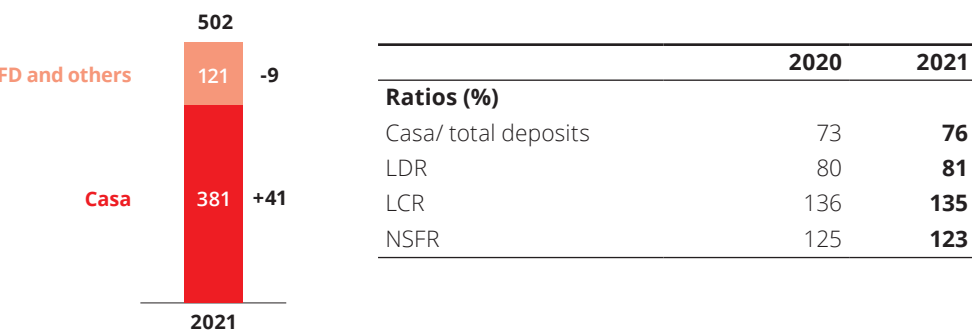 502
FD and others 121 -9
Casa 381 +41
2021
2020 2021
Ratios (%)
Casa/ total deposits 73 76
LDR 80 81
LCR 136 135
NSFR 125 123